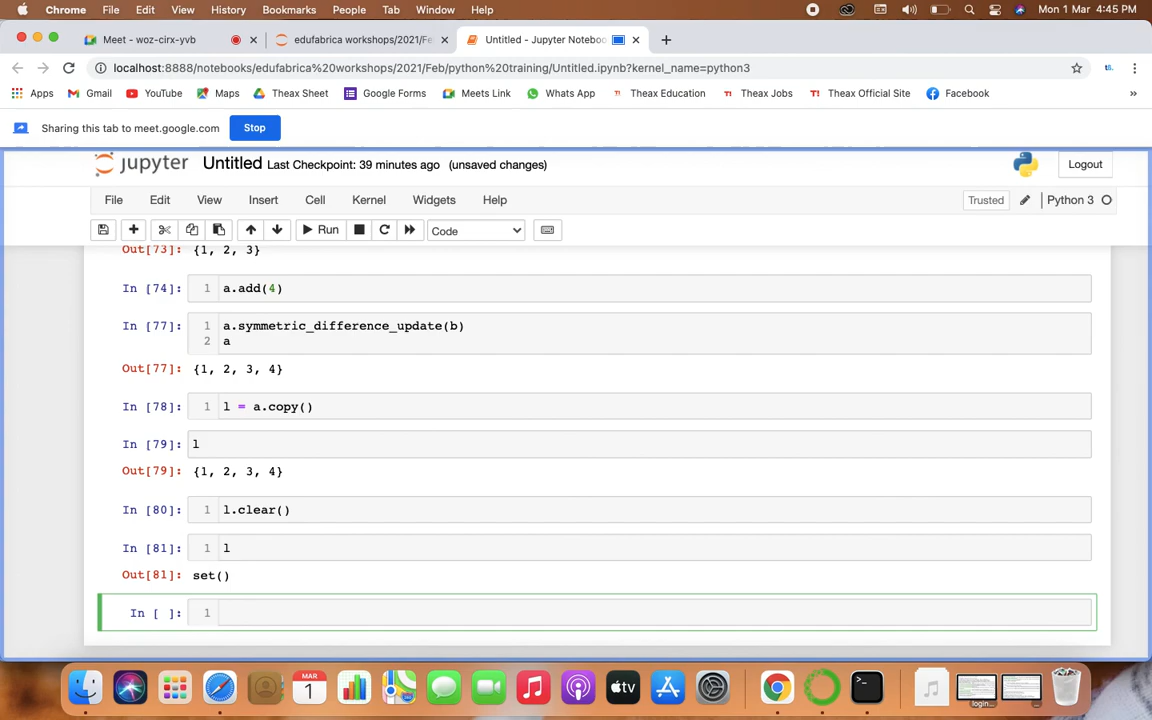 Chrome File Edit View History Bookmarks People Tab Window Help Mon 1 Mar 4:45 PM
Meet - woz-cirx-yvb edufabrica workshops/2021/Fe Untitled - Jupyter Noteboo
localhost:8888/notebooks/edufabrica%20workshops/2021/Feb/python%20training/Untitled.ipynb?kernel_name=python3
Apps Gmail YouTube Maps Theax Sheet Google Forms Meets Link Whats App Theax Education Theax Jobs Theax Official Site Facebook »
Sharing this tab to meet.google.com Stop
jupyter Untitled Last Checkpoint: 39 minutes ago (unsaved changes) Logout
File Edit View Insert Cell Kernel Widgets Help Trusted Python 3
Run Code
Out[73]: {1, 2, 3}
In [74]: 1 a.add(4)
In [77]: 1 a.symmetric_difference_update(b)
2 a
Out[77]: {1, 2, 3, 4}
In [78]: 1 l = a.copy()
In [79]: l
Out[79]: {1, 2, 3, 4}
In [80]: 1 l.clear()
In [81]: 1 l
Out[81]: set()
In [ ]: 1
MAR
1
tv
login...